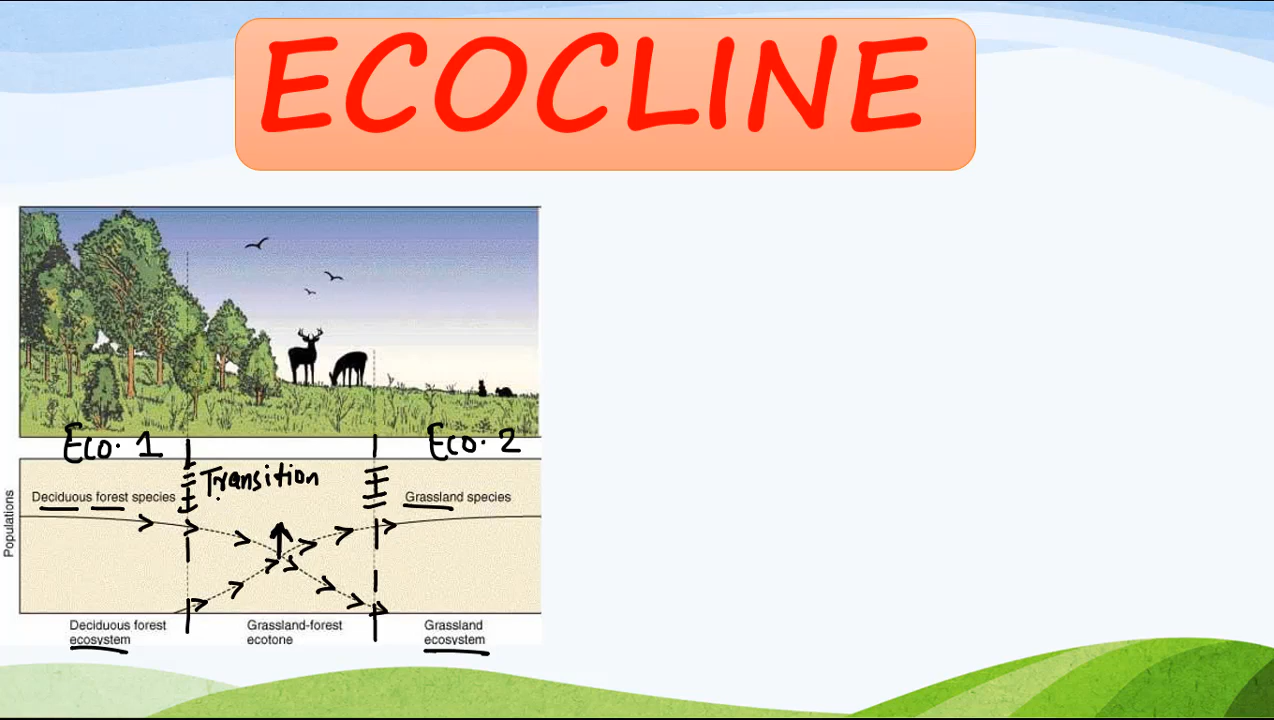 ECOCLINE
Eco. 1
Eco. 2
Transition
Deciduous forest species
Grassland species
Populations
Deciduous forest
ecosystem
Grassland-forest
ecotone
Grassland
ecosystem